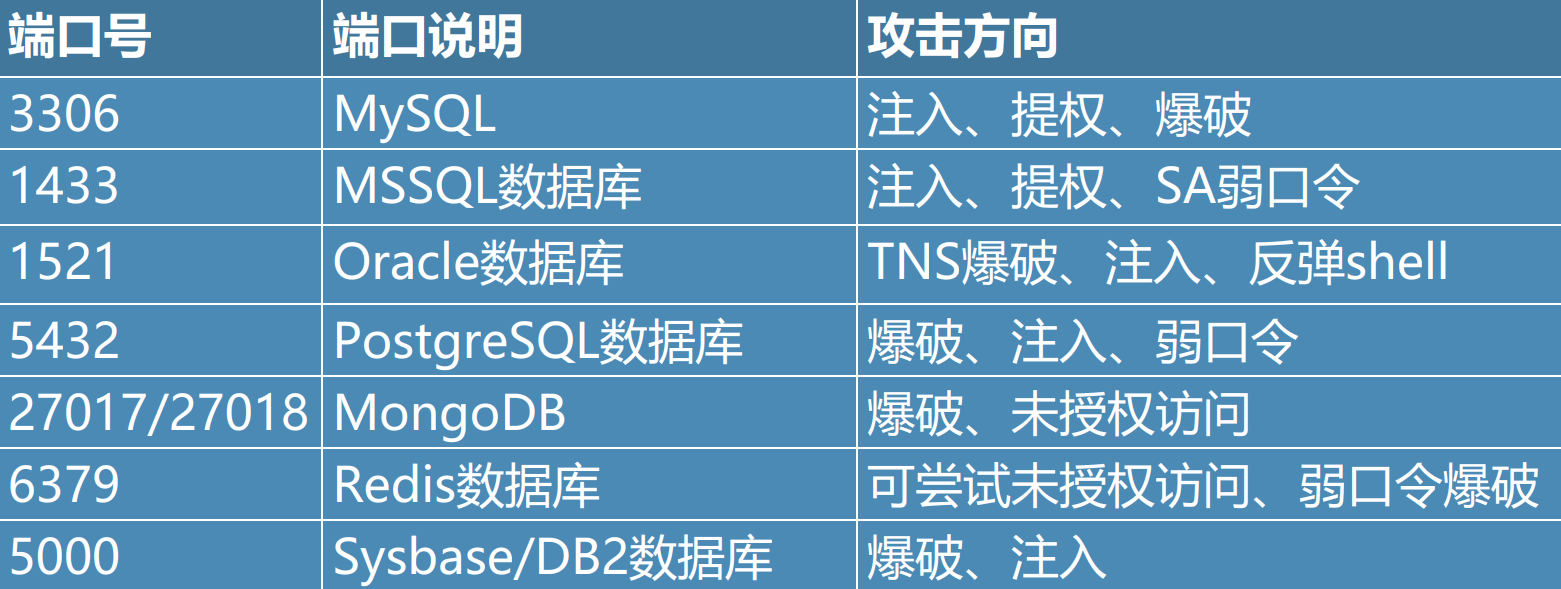 端口号 端口说明 攻击方向
3306 MySQL 注入、提权、爆破
1433 MSSQL数据库 注入、提权、SA弱口令
1521 Oracle数据库 TNS爆破、注入、反弹shell
5432 PostgreSQL数据库 爆破、注入、弱口令
27017/27018 MongoDB 爆破、未授权访问
6379 Redis数据库 可尝试未授权访问、弱口令爆破
5000 Sysbase/DB2数据库 爆破、注入